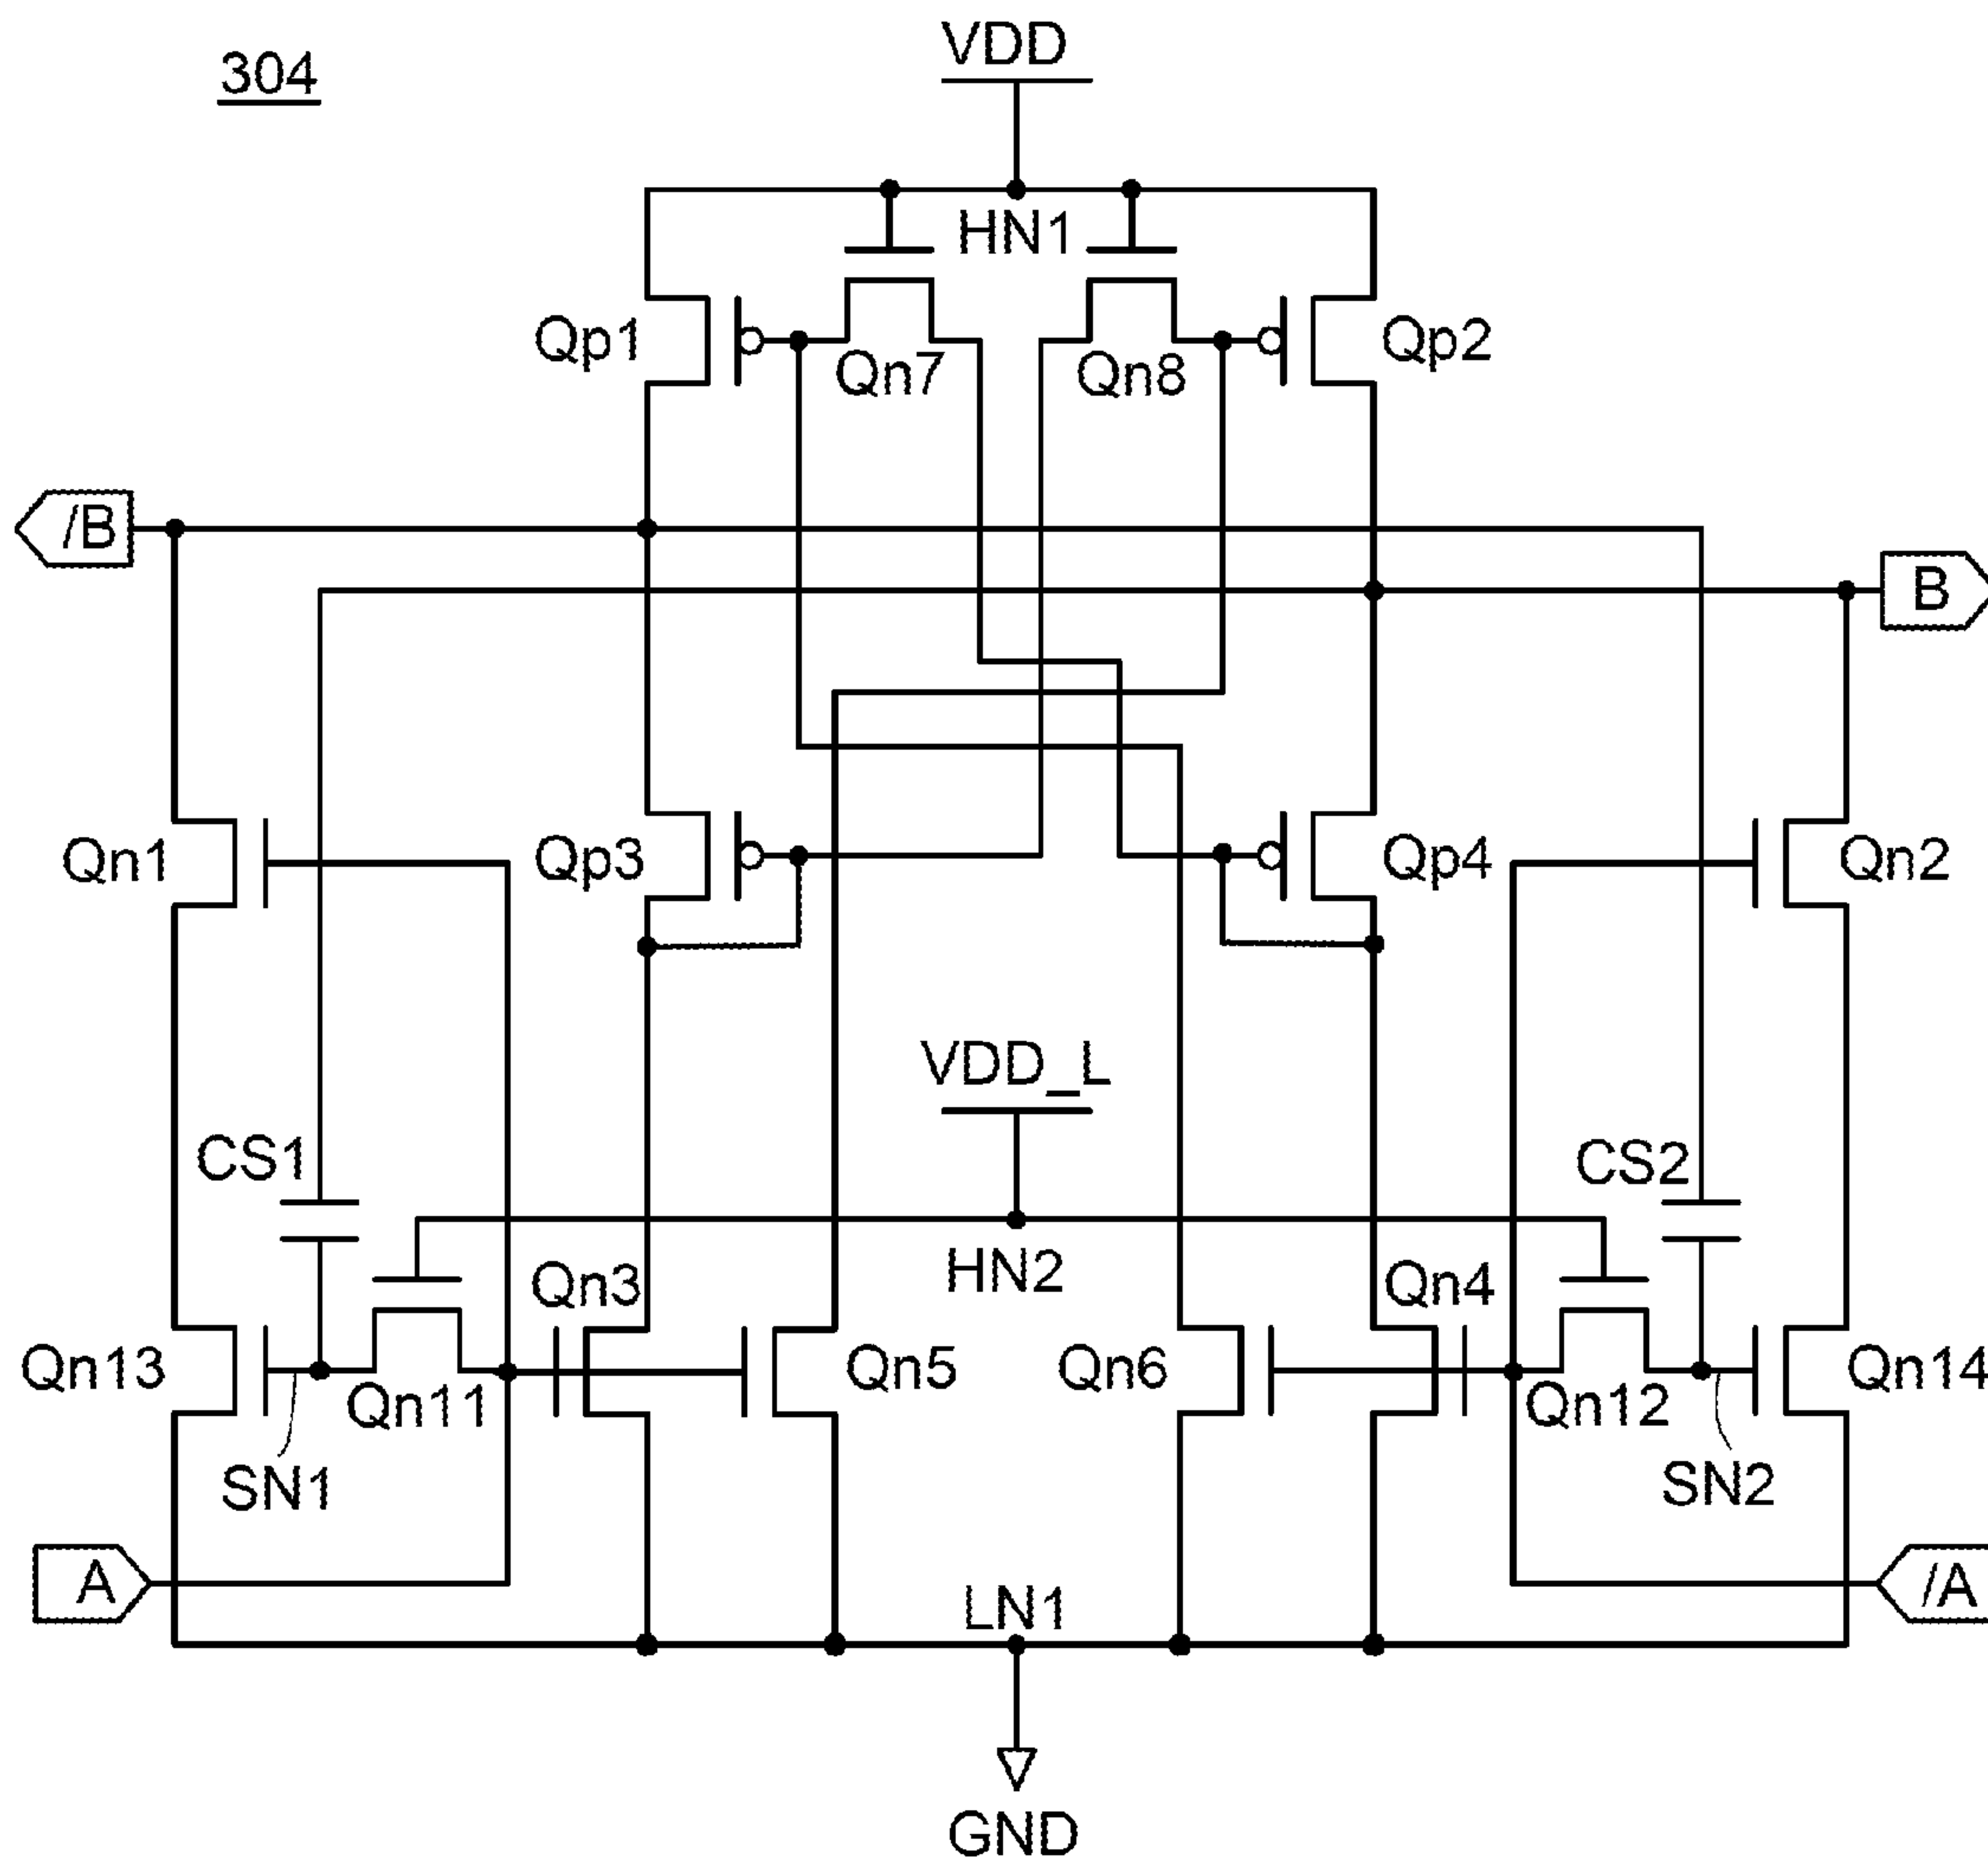 304
VDD
HN1
Qp1
Qn7
Qn8
Qp2
/B
B
Qn1
Qp3
Qp4
Qn2
VDD_L
CS1
CS2
HN2
Qn3
Qn4
Qn13
Qn11
Qn5
Qn6
Qn12
Qn14
SN1
SN2
A
LN1
/A
GND